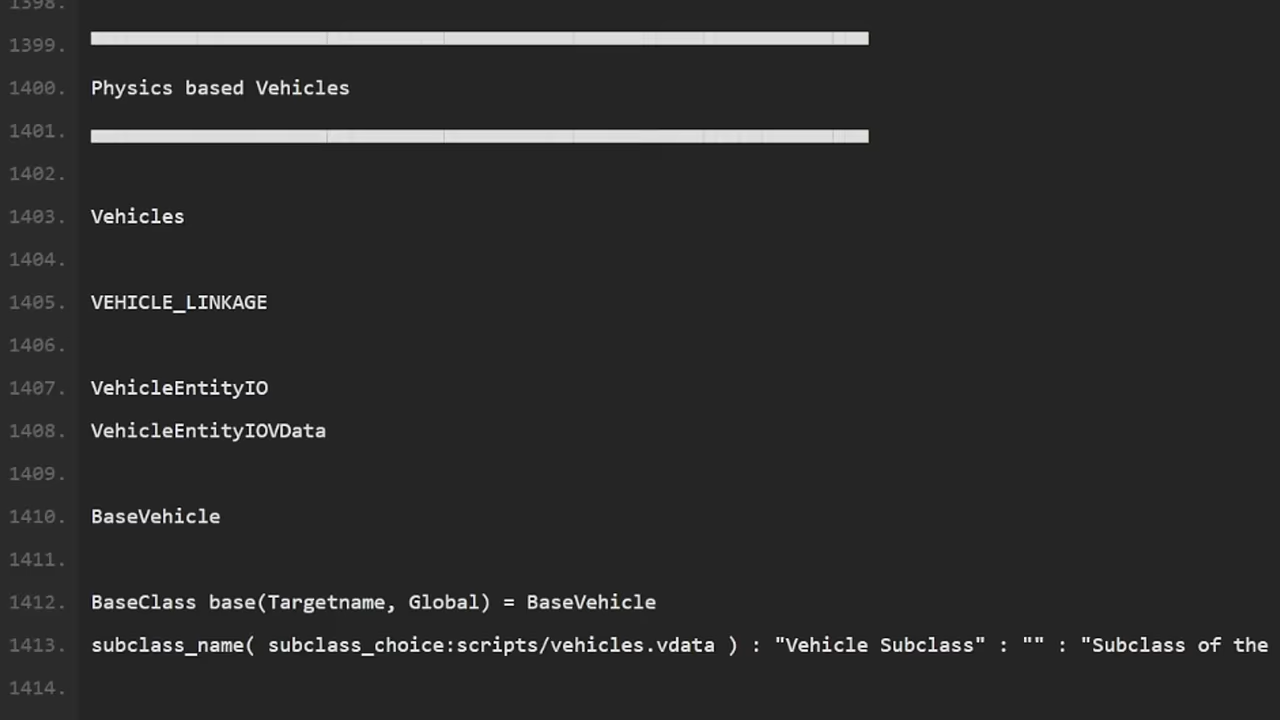 1398.
1399.
1400. Physics based Vehicles
1401.
1402.
1403. Vehicles
1404.
1405. VEHICLE_LINKAGE
1406.
1407. VehicleEntityIO
1408. VehicleEntityIOVData
1409.
1410. BaseVehicle
1411.
1412. BaseClass base(Targetname, Global) = BaseVehicle
1413. subclass_name( subclass_choice:scripts/vehicles.vdata ) : "Vehicle Subclass" : "" : "Subclass of the
1414.